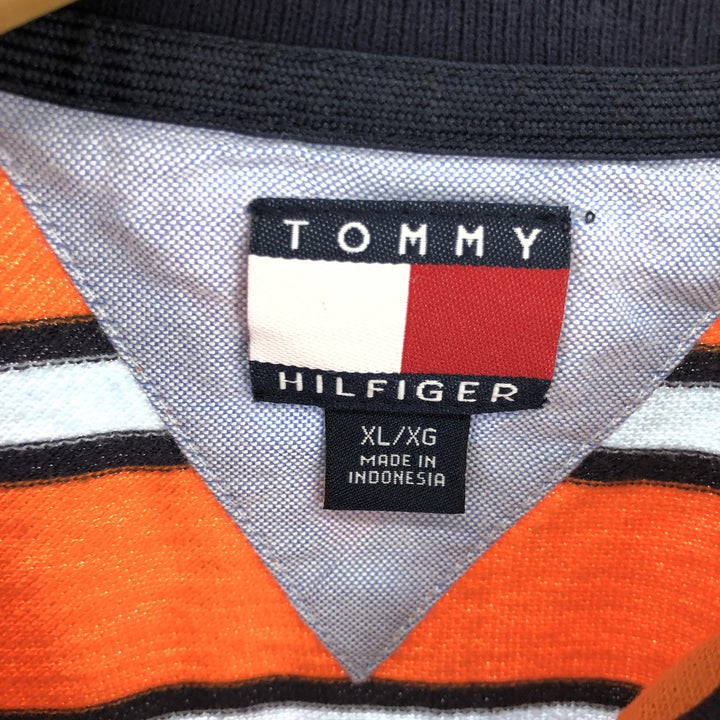 TOMMY
HILFIGER
XL/XG
MADE IN
INDONESIA